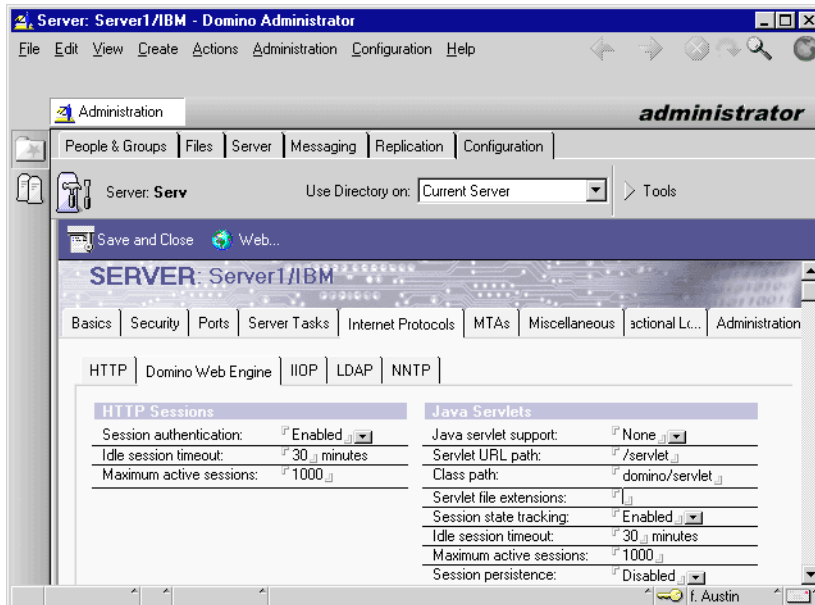 Server: Server1/IBM - Domino Administrator
File Edit View Create Actions Administration Configuration Help
Administration
administrator
People & Groups Files Server Messaging Replication Configuration
Server: Serv Use Directory on: Current Server Tools
Save and Close Web...
SERVER: Server1/IBM
Basics Security Ports Server Tasks Internet Protocols MTAs Miscellaneous actional Lo... Administration
HTTP Domino Web Engine IIOP LDAP NNTP
HTTP Sessions Java Servlets
Session authentication: Enabled Java servlet support: None
Idle session timeout: 30 minutes Servlet URL path: /servlet
Maximum active sessions: 1000 Class path: domino/servlet
Servlet file extensions:
Session state tracking: Enabled
Idle session timeout: 30 minutes
Maximum active sessions: 1000
Session persistence: Disabled
f. Austin